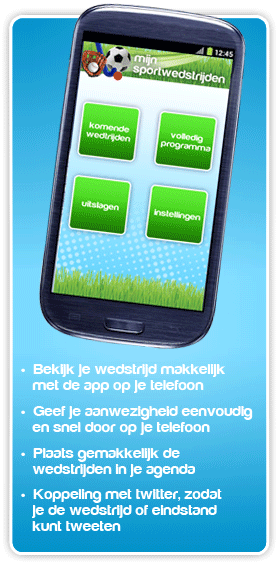 12:45
mijn
sportwedstrijden
komende
wedtrijden
volledig
programma
uitslagen
instellingen
• Bekijk je wedstrijd makkelijk
met de app op je telefoon
• Geef je aanwezigheid eenvoudig
en snel door op je telefoon
• Plaats gemakkelijk de
wedstrijden in je agenda
• Koppeling met twitter, zodat
je de wedstrijd of eindstand
kunt tweeten